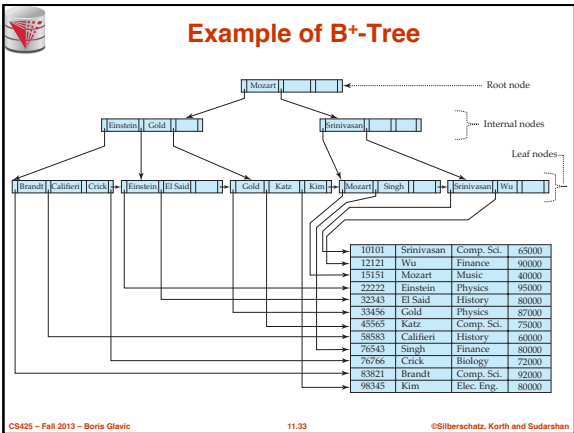 Example of B+-Tree
Mozart
Root node
Einstein Gold
Srinivasan
Internal nodes
Leaf nodes
Brandt Califieri Crick Einstein El Said Gold Katz Kim Mozart Singh Srinivasan Wu
10101 Srinivasan Comp. Sci. 65000
12121 Wu Finance 90000
15151 Mozart Music 40000
22222 Einstein Physics 95000
32343 El Said History 80000
33456 Gold Physics 87000
45565 Katz Comp. Sci. 75000
58583 Califieri History 60000
76543 Singh Finance 80000
76766 Crick Biology 72000
83821 Brandt Comp. Sci. 92000
98345 Kim Elec. Eng. 80000
CS425 – Fall 2013 – Boris Glavic 11.33 ©Silberschatz, Korth and Sudarshan